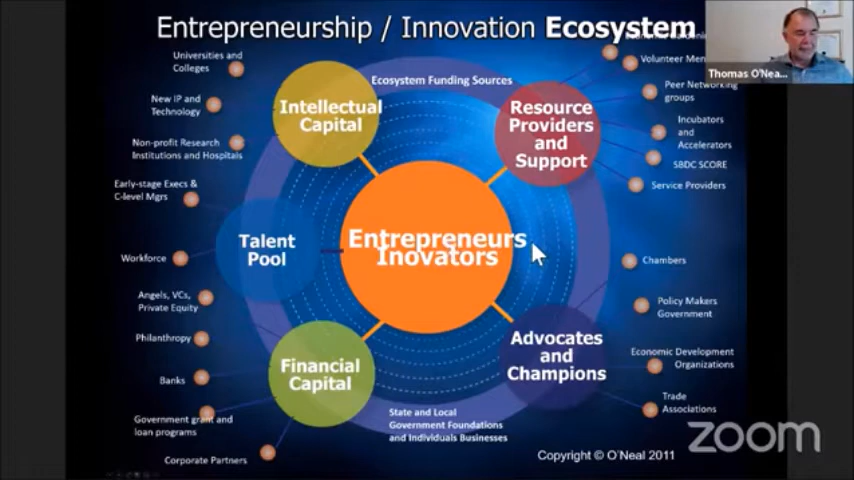 Entrepreneurship / Innovation Ecosystem
Universities and
Colleges
New IP and
Technology
Non-profit Research
Institutions and Hospitals
Early-stage Execs &
C-level Mgrs
Workforce
Angels, VCs,
Private Equity
Philanthropy
Banks
Government grant and
loan programs
Corporate Partners
Intellectual
Capital
Talent
Pool
Financial
Capital
Ecosystem Funding Sources
Entrepreneurs
Inovators
State and Local
Government Foundations
and Individuals Businesses
Resource
Providers
and
Support
Advocates
and
Champions
Volunteer
Peer Networking
groups
Incubators
and
Accelerators
SBDC SCORE
Service Providers
Chambers
Policy Makers
Government
Economic Development
Organizations
Trade
Associations
Copyright © O'Neal 2011
Thomas O'Nea...
zoom